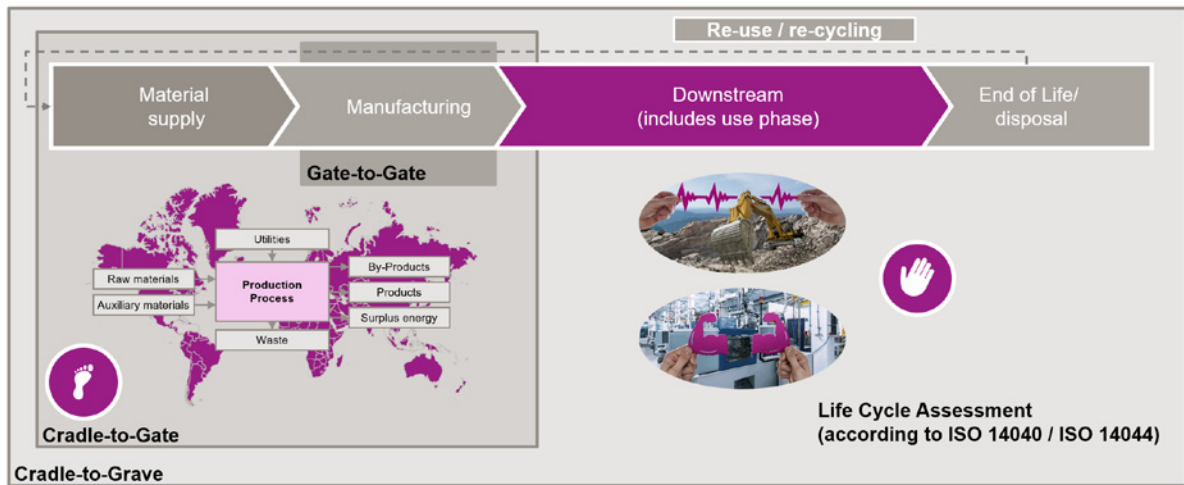 Re-use / re-cycling
Material
supply
Manufacturing
Downstream
(includes use phase)
End of Life/
disposal
Gate-to-Gate
Utilities
Raw materials
Auxiliary materials
Production
Process
By-Products
Products
Surplus energy
Waste
Cradle-to-Gate
Life Cycle Assessment
(according to ISO 14040 / ISO 14044)
Cradle-to-Grave